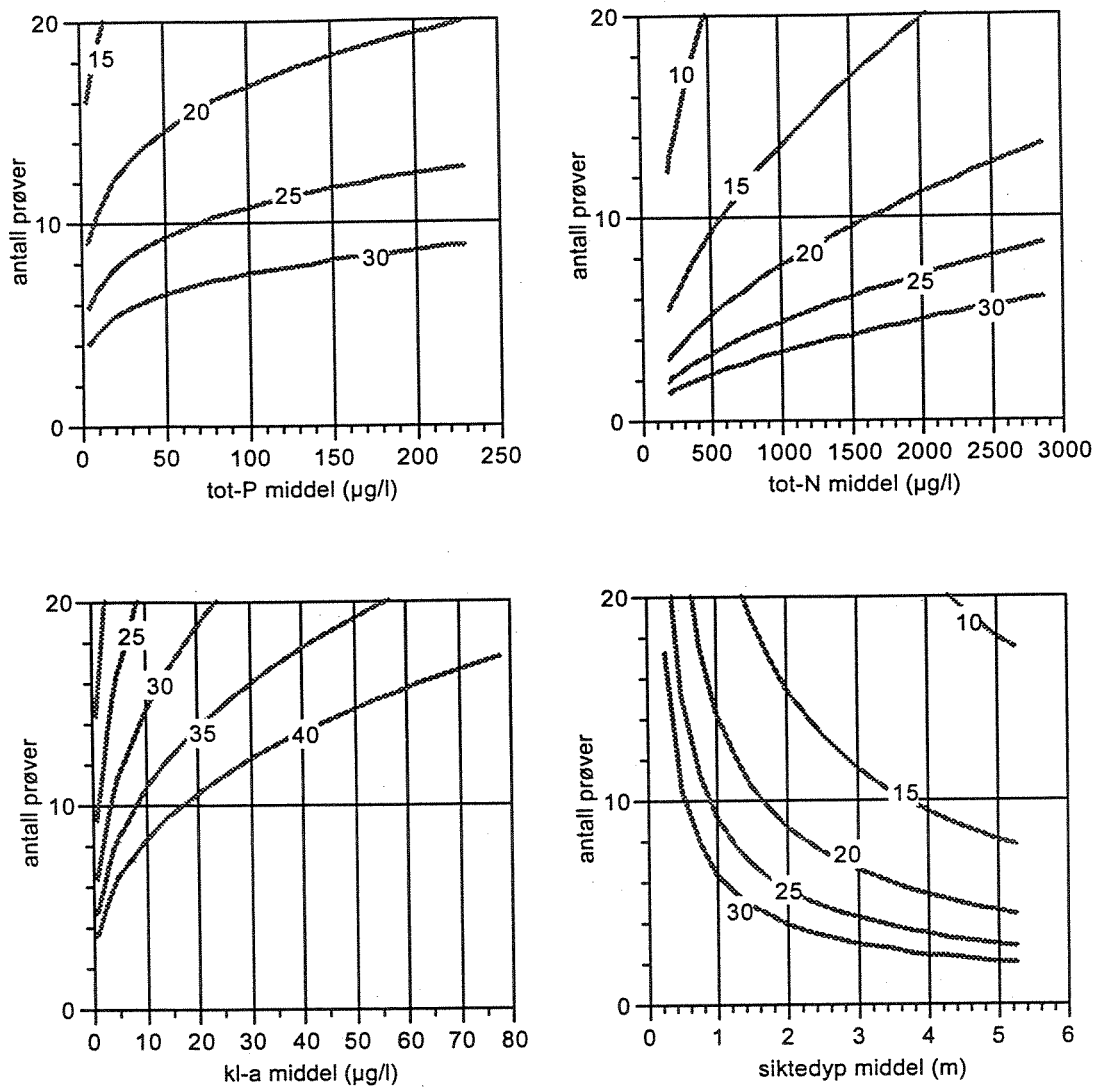 20
15
20
25
10
30
antall prøver
0
0 50 100 150 200 250
tot-P middel (µg/l)
20
10
15
10
20
25
30
antall prøver
0
0 500 1000 1500 2000 2500 3000
tot-N middel (µg/l)
20
25
30
35
40
10
antall prøver
0
0 10 20 30 40 50 60 70 80
kl-a middel (µg/l)
20
10
15
10
20
25
30
antall prøver
0
0 1 2 3 4 5 6
siktedyp middel (m)